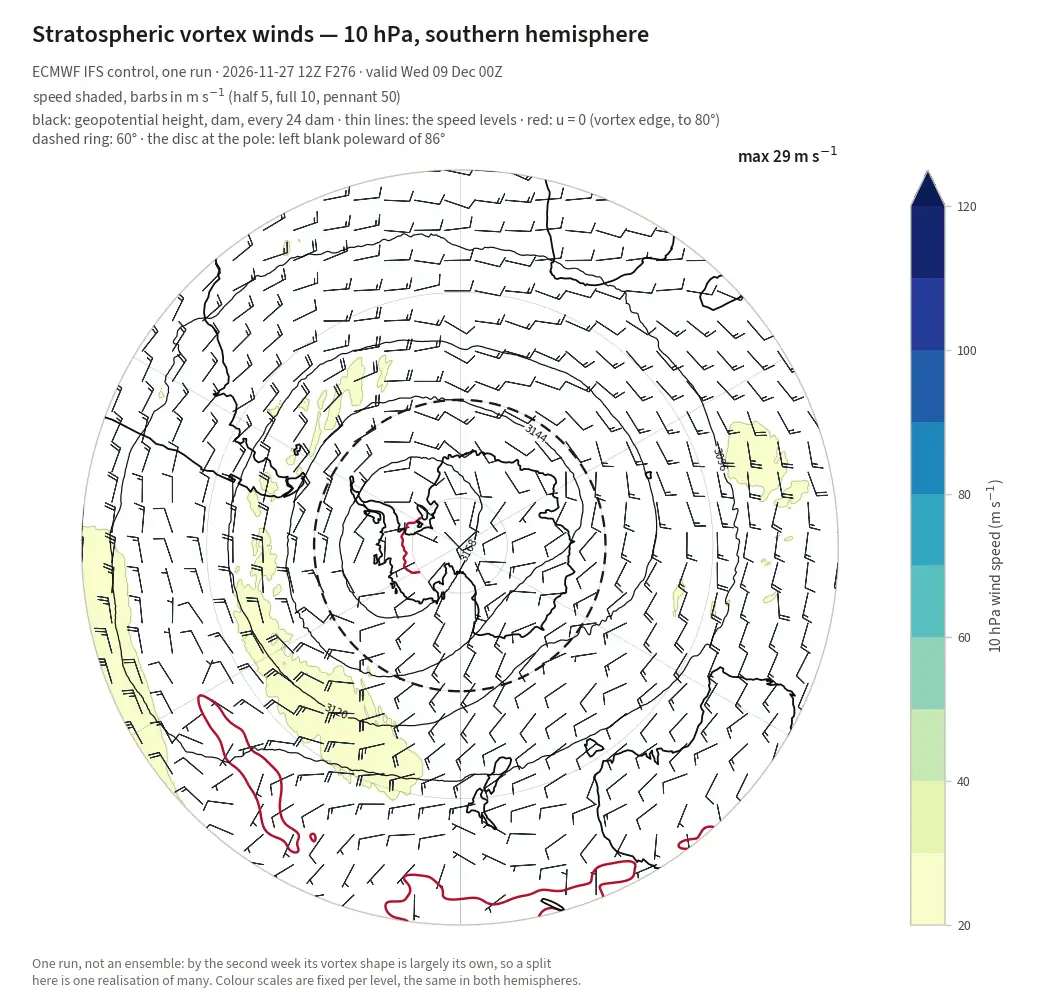 Stratospheric vortex winds — 10 hPa, southern hemisphere
ECMWF IFS control, one run · 2026-11-27 12Z F276 · valid Wed 09 Dec 00Z
speed shaded, barbs in m s⁻¹ (half 5, full 10, pennant 50)
black: geopotential height, dam, every 24 dam · thin lines: the speed levels · red: u = 0 (vortex edge, to 80°)
dashed ring: 60° · the disc at the pole: left blank poleward of 86°
max 29 m s⁻¹
120
100
80
60
40
20
10 hPa wind speed (m s⁻¹)
3144
3096
3168
3120
One run, not an ensemble: by the second week its vortex shape is largely its own, so a split
here is one realisation of many. Colour scales are fixed per level, the same in both hemispheres.